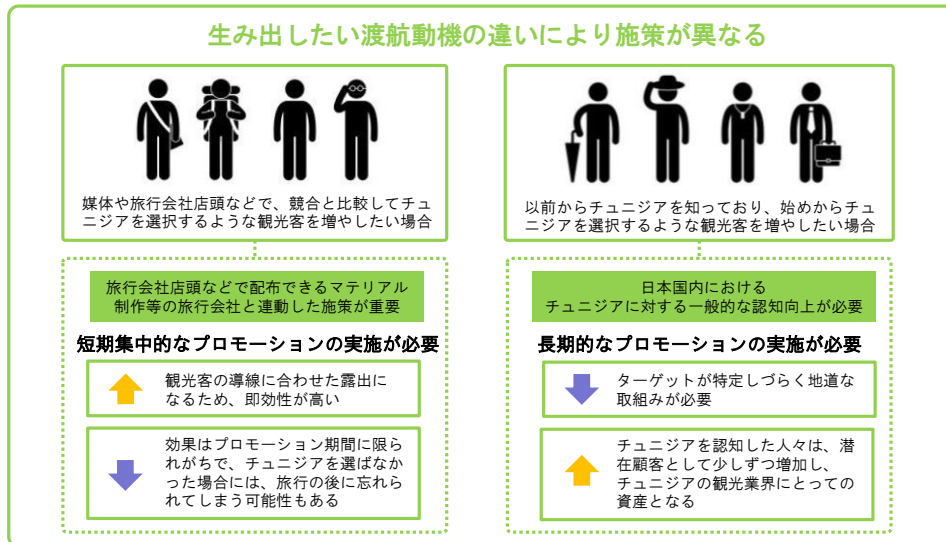 生み出したい渡航動機の違いにより施策が異なる
媒体や旅行会社店頭などで、競合と比較してチュ
ニジアを選択するような観光客を増やしたい場合
旅行会社店頭などで配布できるマテリアル
制作等の旅行会社と連動した施策が重要
短期集中的なプロモーションの実施が必要
観光客の導線に合わせた露出に
なるため、即効性が高い
効果はプロモーション期間に限ら
れがちで、チュニジアを選ばなか
った場合には、旅行の後に忘れら
れてしまう可能性もある
以前からチュニジアを知っており、始めからチュ
ニジアを選択するような観光客を増やしたい場合
日本国内における
チュニジアに対する一般的な認知向上が必要
長期的なプロモーションの実施が必要
ターゲットが特定しづらく地道な
取組みが必要
チュニジアを認知した人々は、潜
在顧客として少しずつ増加し、
チュニジアの観光業界にとっての
資産となる